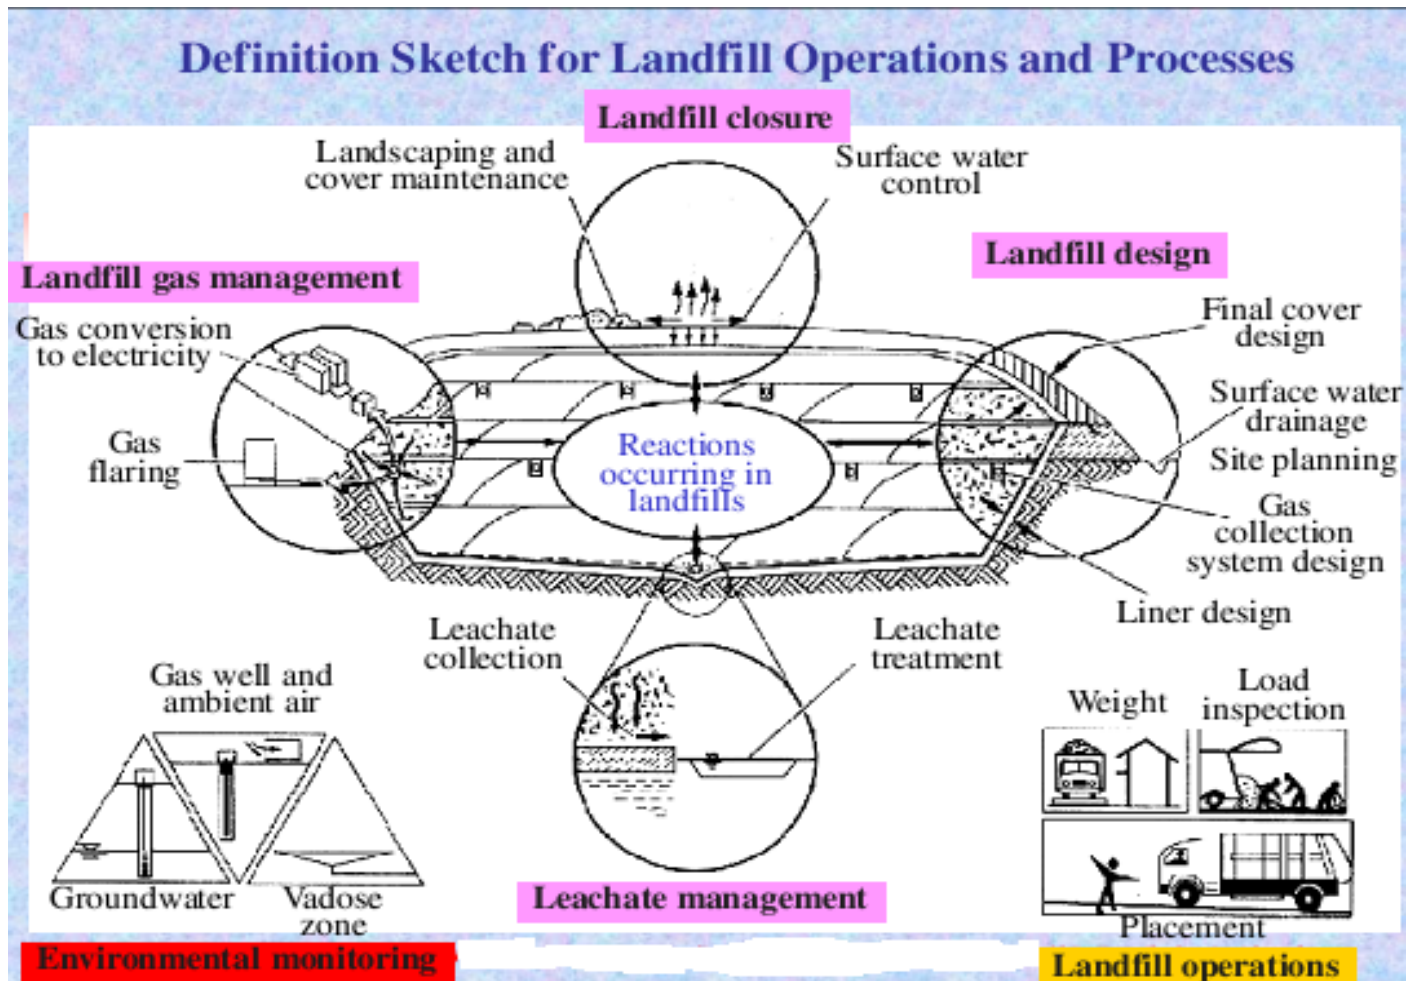 Definition Sketch for Landfill Operations and Processes
Landfill closure
Landscaping and
cover maintenance
Surface water
control
Landfill gas management
Landfill design
Gas conversion
to electricity
Final cover
design
Gas
flaring
Surface water
drainage
Reactions
occurring in
landfills
Site planning
Gas
collection
system design
Liner design
Leachate
collection
Leachate
treatment
Gas well and
ambient air
Weight
Load
inspection
Groundwater
Vadose
zone
Leachate management
Placement
Environmental monitoring
Landfill operations